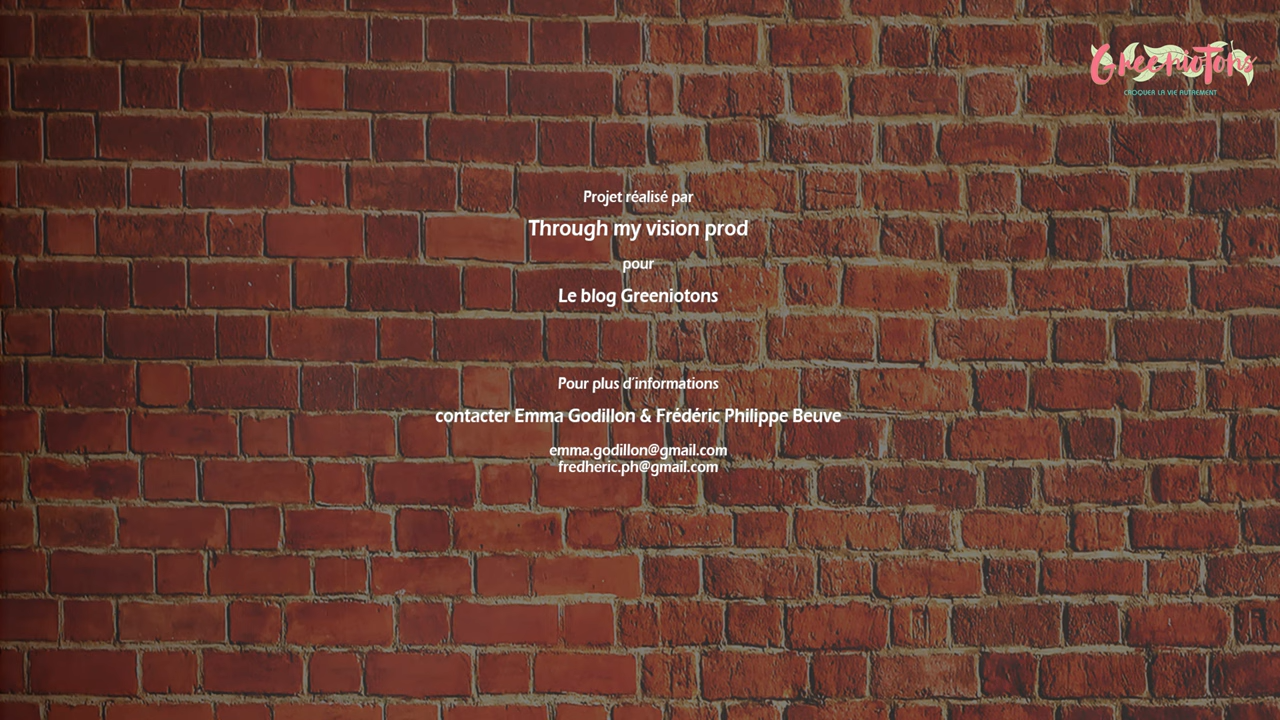 GreenioTons
CROQUER LA VIE AUTREMENT
Projet réalisé par
Through my vision prod
pour
Le blog Greeniotons
Pour plus d'informations
contacter Emma Godillon & Frédéric Philippe Beuve
emma.godillon@gmail.com
fredheric.ph@gmail.com